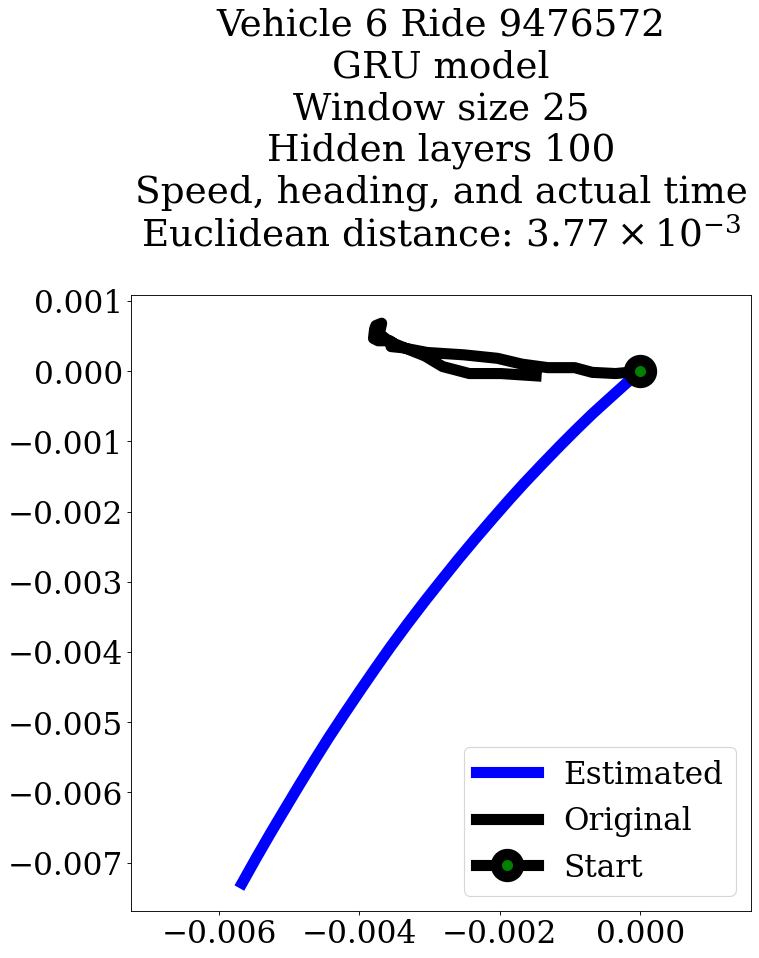 Vehicle 6 Ride 9476572
GRU model
Window size 25
Hidden layers 100
Speed, heading, and actual time
Euclidean distance: 3.77 × 10⁻³
0.001
0.000
−0.001
−0.002
−0.003
−0.004
−0.005
−0.006
−0.007
Estimated
Original
Start
−0.006 −0.004 −0.002 0.000